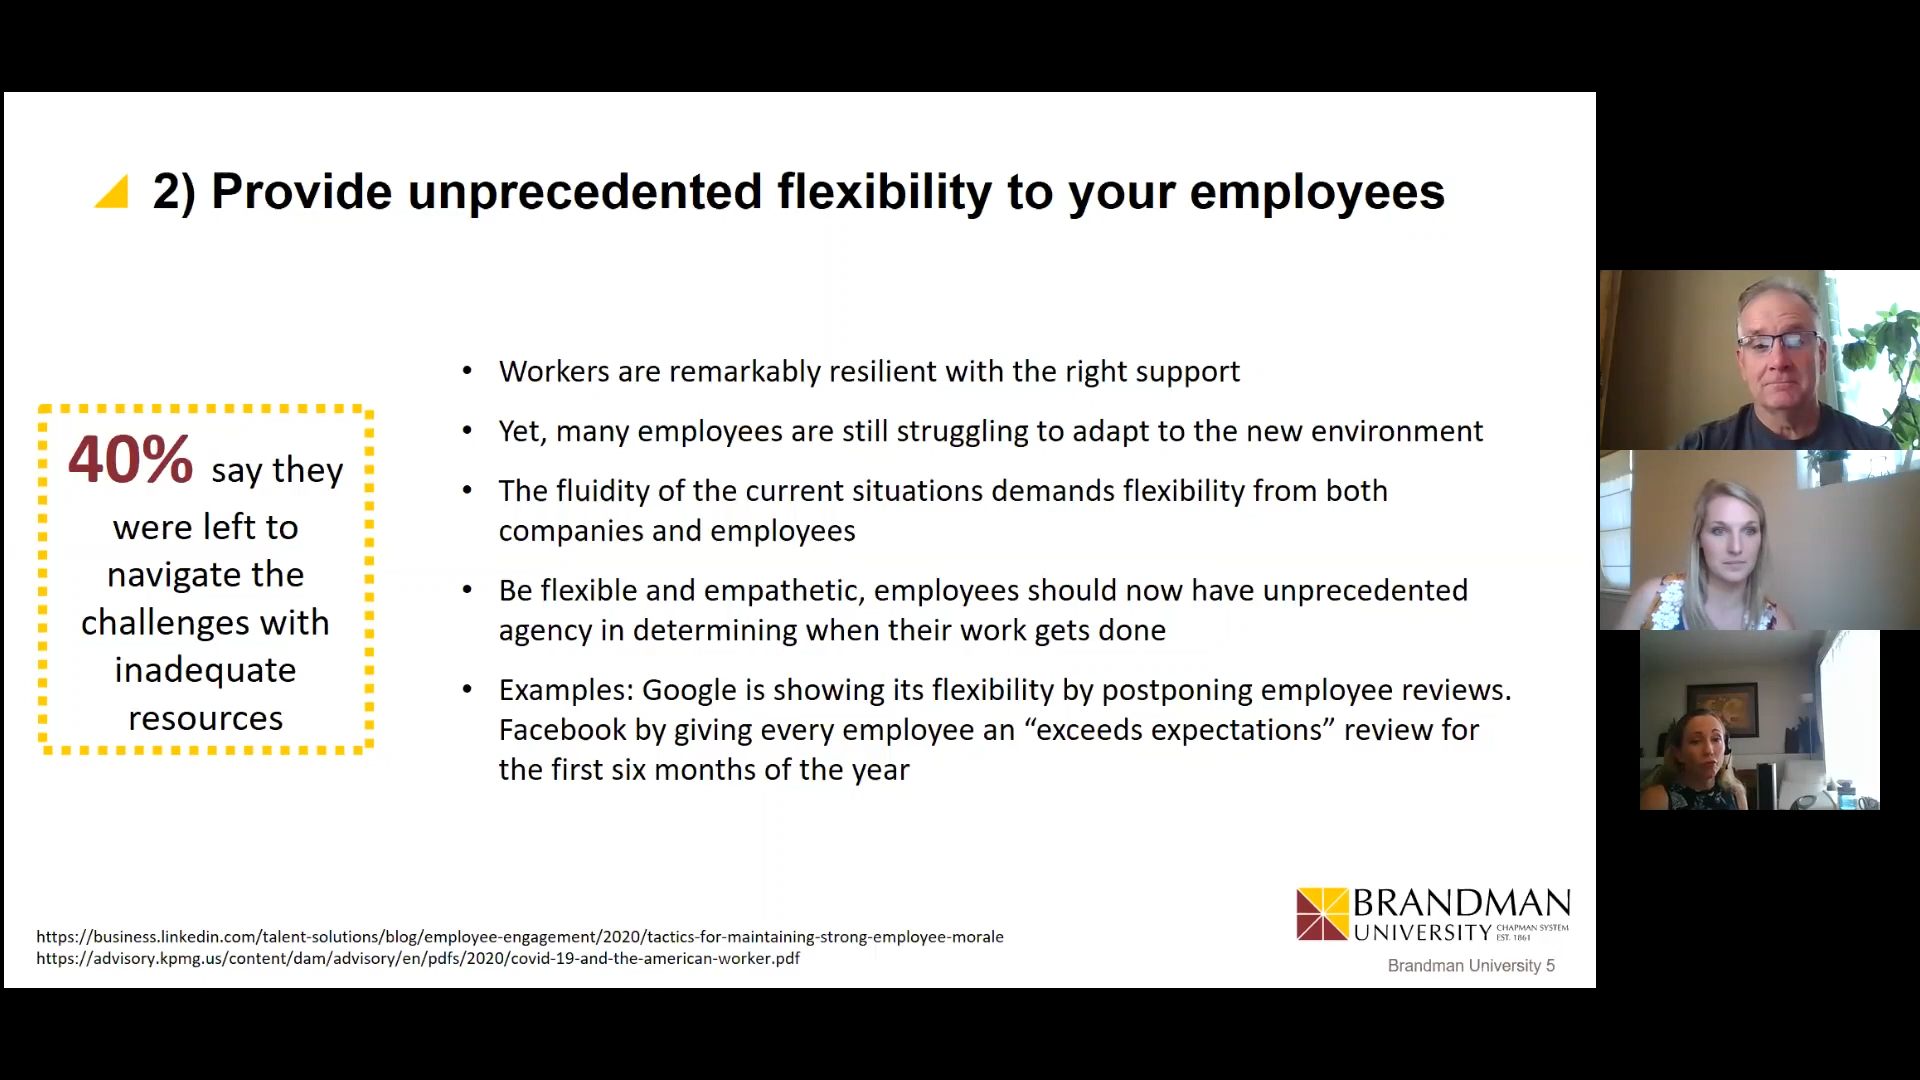 2) Provide unprecedented flexibility to your employees
40% say they
were left to
navigate the
challenges with
inadequate
resources
• Workers are remarkably resilient with the right support
• Yet, many employees are still struggling to adapt to the new environment
• The fluidity of the current situations demands flexibility from both
companies and employees
• Be flexible and empathetic, employees should now have unprecedented
agency in determining when their work gets done
• Examples: Google is showing its flexibility by postponing employee reviews.
Facebook by giving every employee an “exceeds expectations” review for
the first six months of the year
https://business.linkedin.com/talent-solutions/blog/employee-engagement/2020/tactics-for-maintaining-strong-employee-morale
https://advisory.kpmg.us/content/dam/advisory/en/pdfs/2020/covid-19-and-the-american-worker.pdf
BRANDMAN
UNIVERSITY CHAPMAN SYSTEM
EST. 1861
Brandman University 5